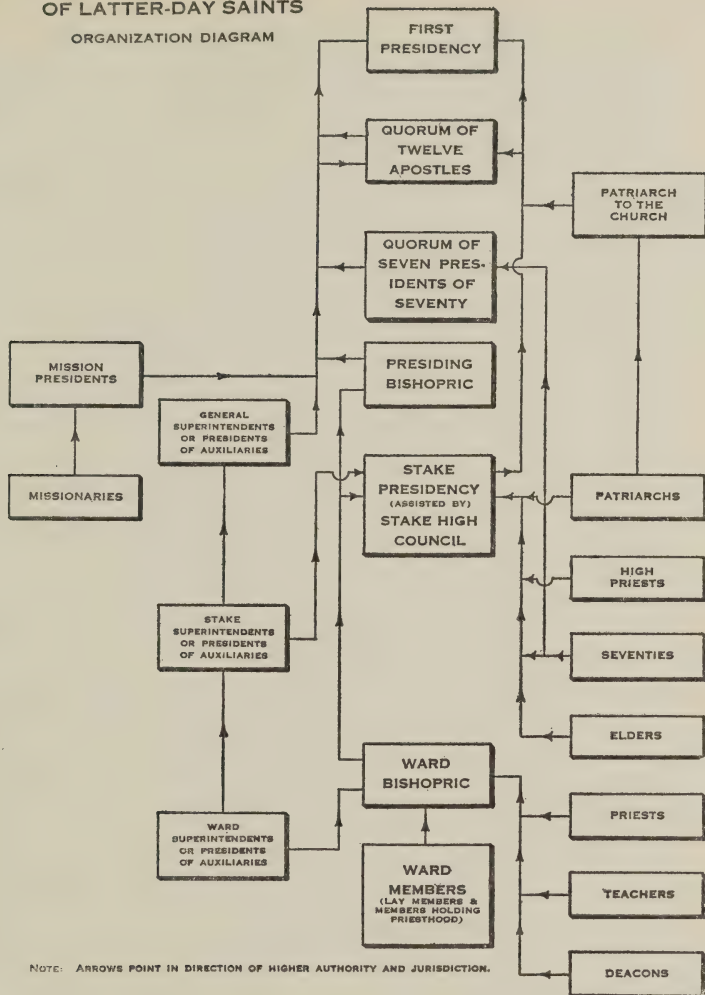 OF LATTER-DAY SAINTS
ORGANIZATION DIAGRAM
FIRST
PRESIDENCY
QUORUM OF
TWELVE
APOSTLES
PATRIARCH
TO THE
CHURCH
QUORUM OF
SEVEN PRES-
IDENTS OF
SEVENTY
MISSION
PRESIDENTS
PRESIDING
BISHOPRIC
GENERAL
SUPERINTENDENTS
OR PRESIDENTS
OF AUXILIARIES
MISSIONARIES
STAKE
PRESIDENCY
(ASSISTED BY)
STAKE HIGH
COUNCIL
PATRIARCHS
HIGH
PRIESTS
STAKE
SUPERINTENDENTS
OR PRESIDENTS
OF AUXILIARIES
SEVENTIES
ELDERS
WARD
BISHOPRIC
PRIESTS
WARD
SUPERINTENDENTS
OR PRESIDENTS
OF AUXILIARIES
WARD
MEMBERS
(LAY MEMBERS &
MEMBERS HOLDING
PRIESTHOOD)
TEACHERS
DEACONS
NOTE: ARROWS POINT IN DIRECTION OF HIGHER AUTHORITY AND JURISDICTION.